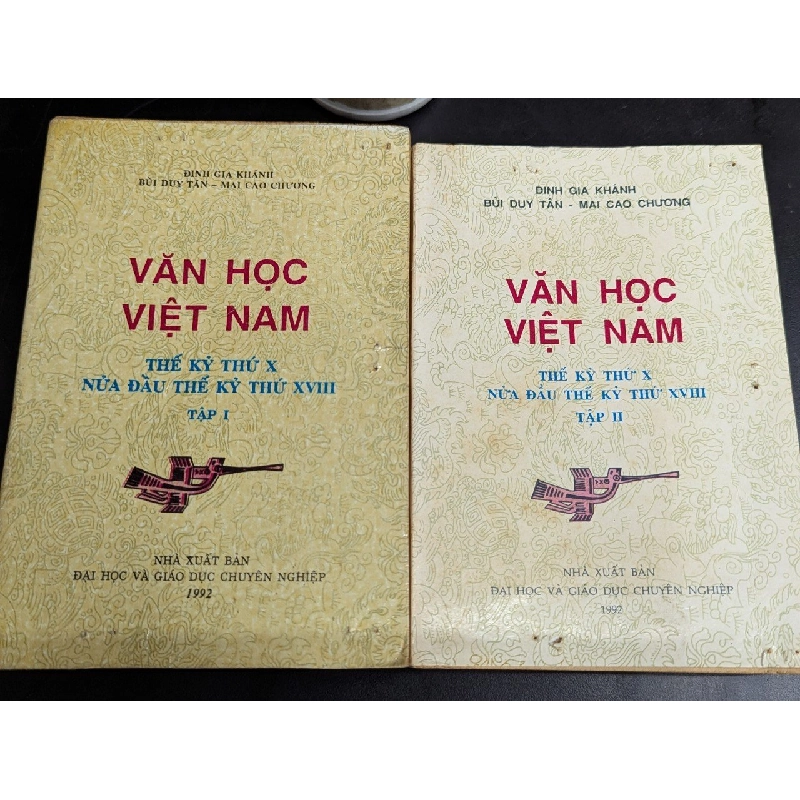 ĐINH GIA KHÁNH
BÙI DUY TÂN – MAI CAO CHƯƠNG
VĂN HỌC
VIỆT NAM
THẾ KỶ THỨ X
NỬA ĐẦU THẾ KỶ THỨ XVIII
TẬP I
NHÀ XUẤT BẢN
ĐẠI HỌC VÀ GIÁO DỤC CHUYÊN NGHIỆP
1992
ĐINH GIA KHÁNH
BÙI DUY TÂN - MAI CAO CHƯƠNG
VĂN HỌC
VIỆT NAM
THẾ KỶ THỨ X
NỬA ĐẦU THẾ KỶ THỨ XVIII
TẬP II
NHÀ XUẤT BẢN
ĐẠI HỌC VÀ GIÁO DỤC CHUYÊN NGHIỆP
1992